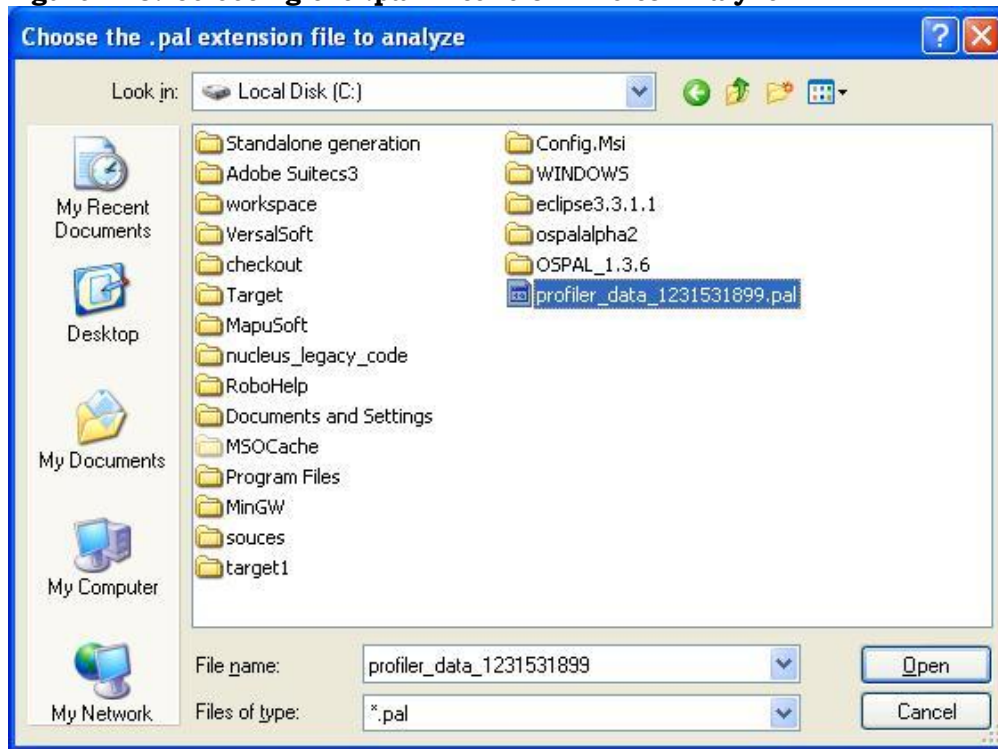 Choose the .pal extension file to analyze
Look in:
Local Disk (C:)
My Recent
Documents
Desktop
My Documents
My Computer
My Network
Standalone generation
Adobe Suitecs3
workspace
VersalSoft
checkout
Target
MapuSoft
nucleus_legacy_code
RoboHelp
Documents and Settings
MSOCache
Program Files
MinGW
souces
target1
Config.Msi
WINDOWS
eclipse3.3.1.1
ospalalpha2
OSPAL_1.3.6
profiler_data_1231531899.pal
File name:
profiler_data_1231531899
Open
Files of type:
*.pal
Cancel